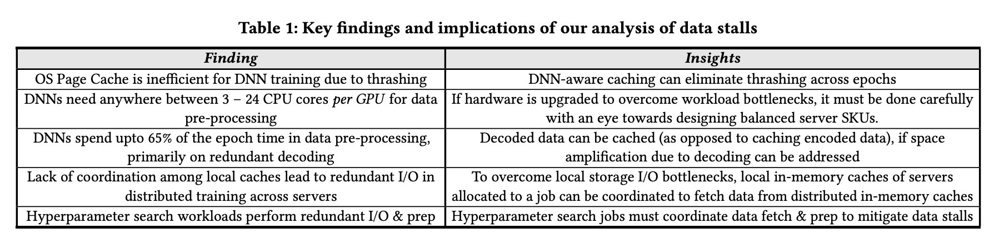 Table 1: Key findings and implications of our analysis of data stalls
Finding
Insights
OS Page Cache is inefficient for DNN training due to thrashing
DNN-aware caching can eliminate thrashing across epochs
DNNs need anywhere between 3 – 24 CPU cores per GPU for data
pre-processing
If hardware is upgraded to overcome workload bottlenecks, it must be done carefully
with an eye towards designing balanced server SKUs.
DNNs spend upto 65% of the epoch time in data pre-processing,
primarily on redundant decoding
Decoded data can be cached (as opposed to caching encoded data), if space
amplification due to decoding can be addressed
Lack of coordination among local caches lead to redundant I/O in
distributed training across servers
To overcome local storage I/O bottlenecks, local in-memory caches of servers
allocated to a job can be coordinated to fetch data from distributed in-memory caches
Hyperparameter search workloads perform redundant I/O & prep
Hyperparameter search jobs must coordinate data fetch & prep to mitigate data stalls